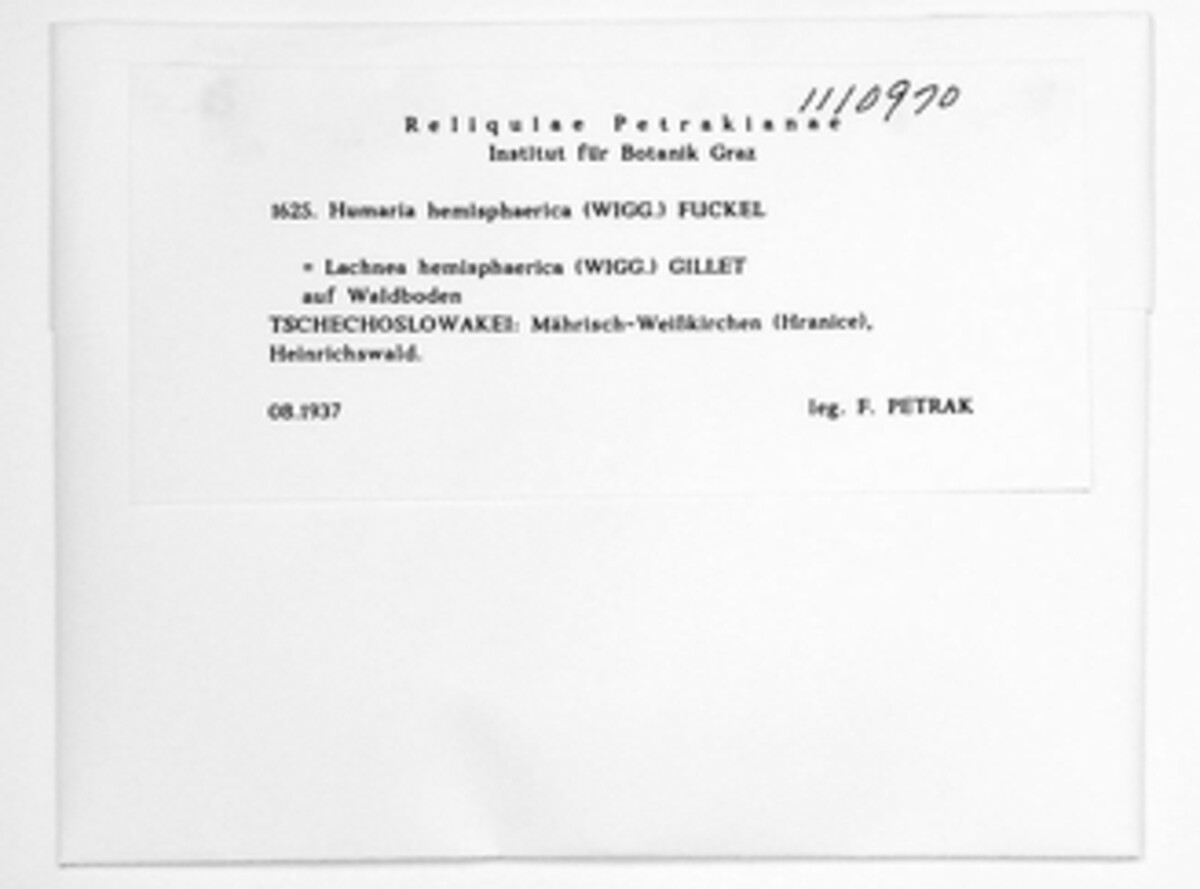 1110970
Reliquiae Petrakianae
Institut für Botanik Graz
1625. Humaria hemisphaerica (WIGG.) FUCKEL
= Lachnea hemisphaerica (WIGG.) GILLET
auf Waldboden
TSCHECHOSLOWAKEI: Mährisch-Weißkirchen (Hranice),
Heinrichswald.
08.1937 leg. F. PETRAK